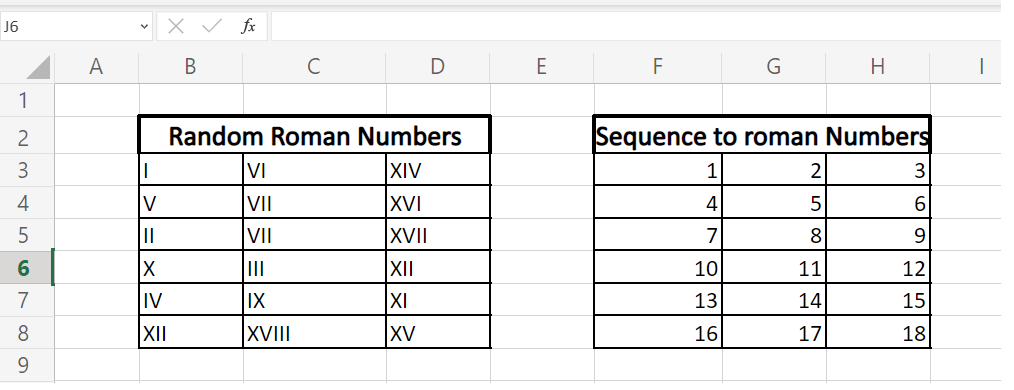 J6 fx
A B C D E F G H I
1
2 Random Roman Numbers Sequence to roman Numbers
3 I VI XIV 1 2 3
4 V VII XVI 4 5 6
5 II VII XVII 7 8 9
6 X III XII 10 11 12
7 IV IX XI 13 14 15
8 XII XVIII XV 16 17 18
9